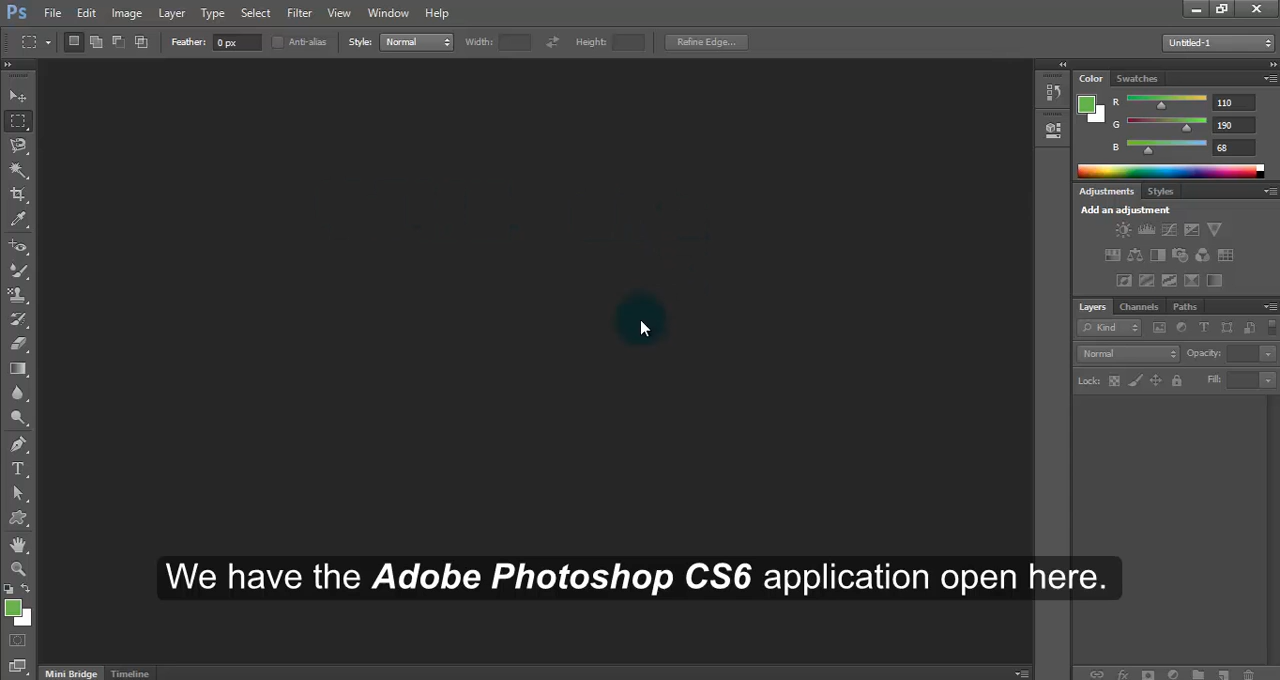 Ps File Edit Image Layer Type Select Filter View Window Help
Feather: 0 px Anti-alias Style: Normal Width: Height: Refine Edge... Untitled-1
Color Swatches
R 110
G 190
B 68
Adjustments Styles
Add an adjustment
Layers Channels Paths
Kind
Normal Opacity:
Lock: Fill:
We have the Adobe Photoshop CS6 application open here.
Mini Bridge Timeline